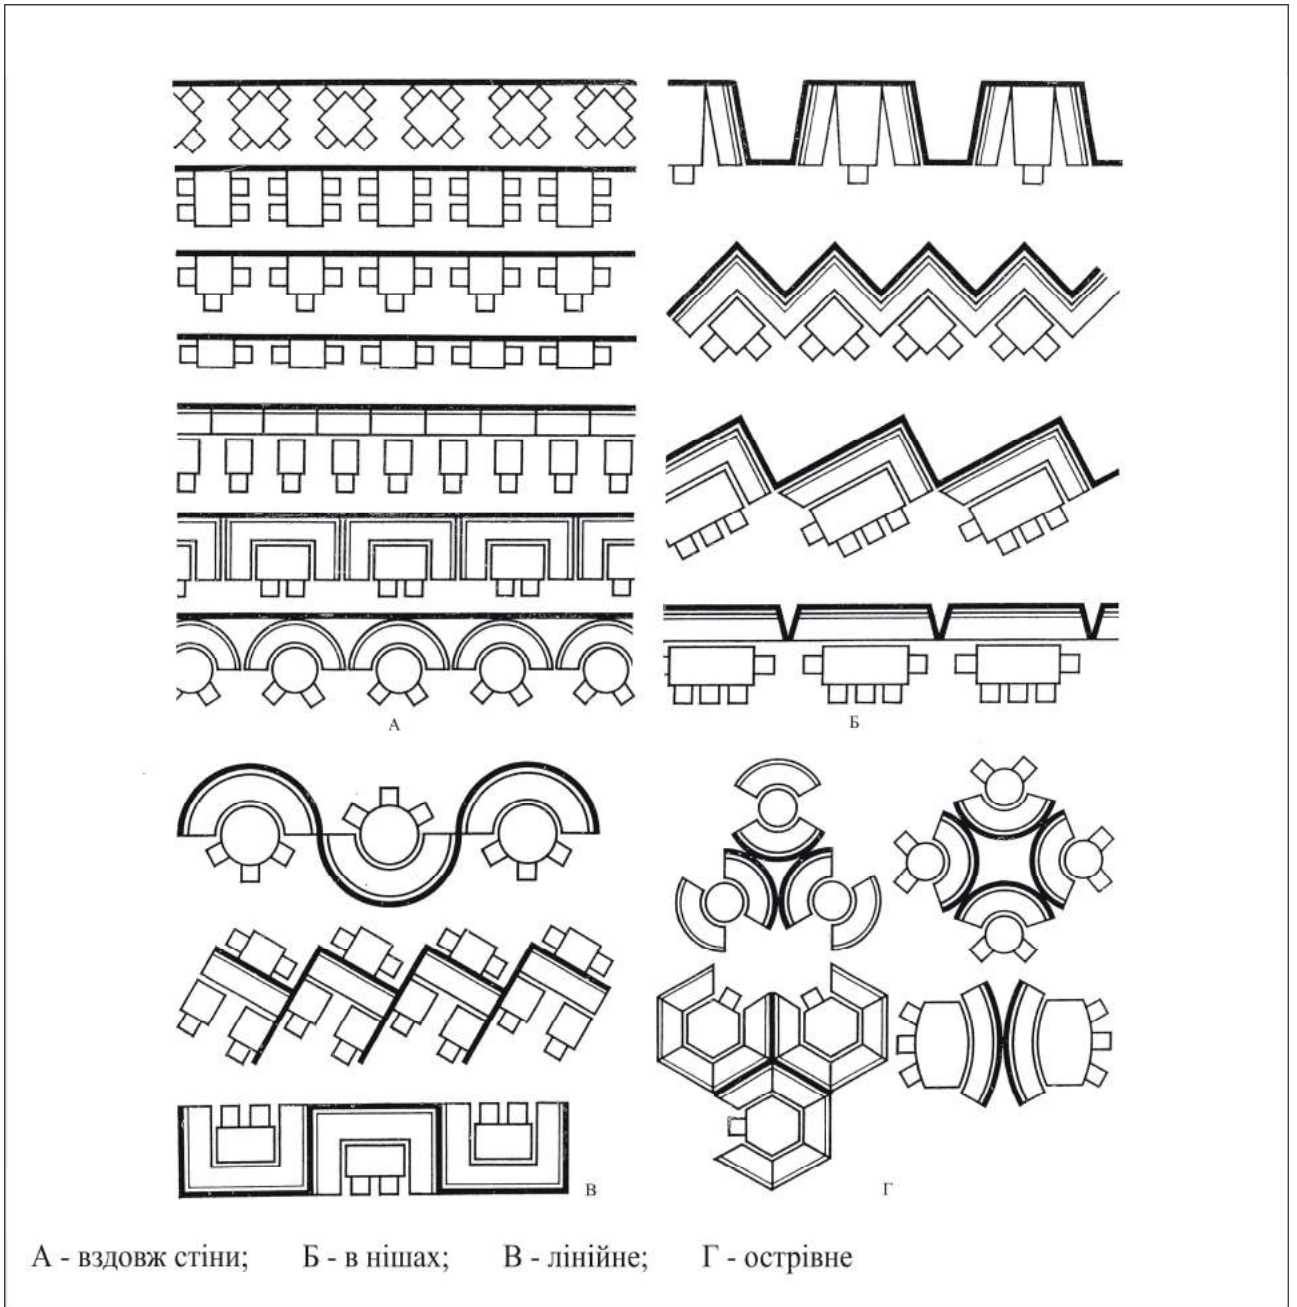 А
Б
В
Г
А - вздовж стіни; Б - в нішах; В - лінійне; Г - острівне